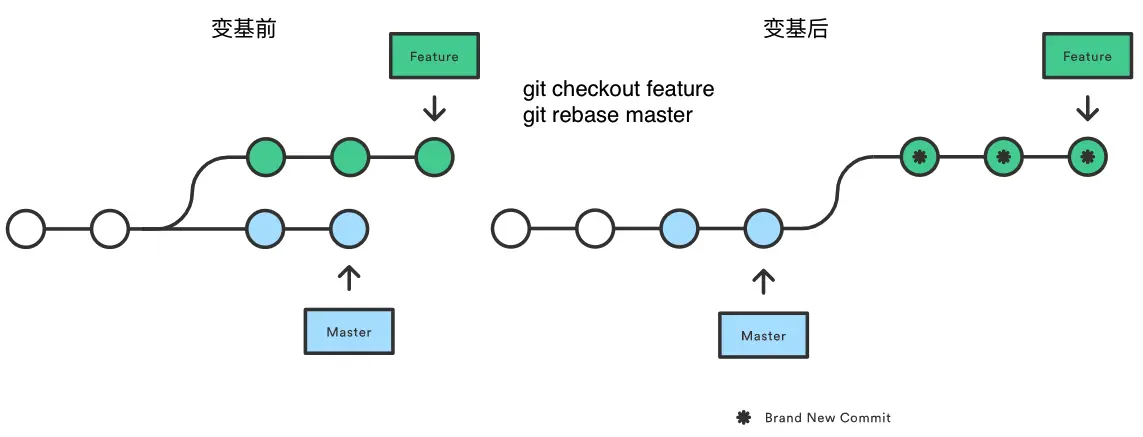 变基前
变基后
Feature
Feature
git checkout feature
git rebase master
Master
Master
Brand New Commit